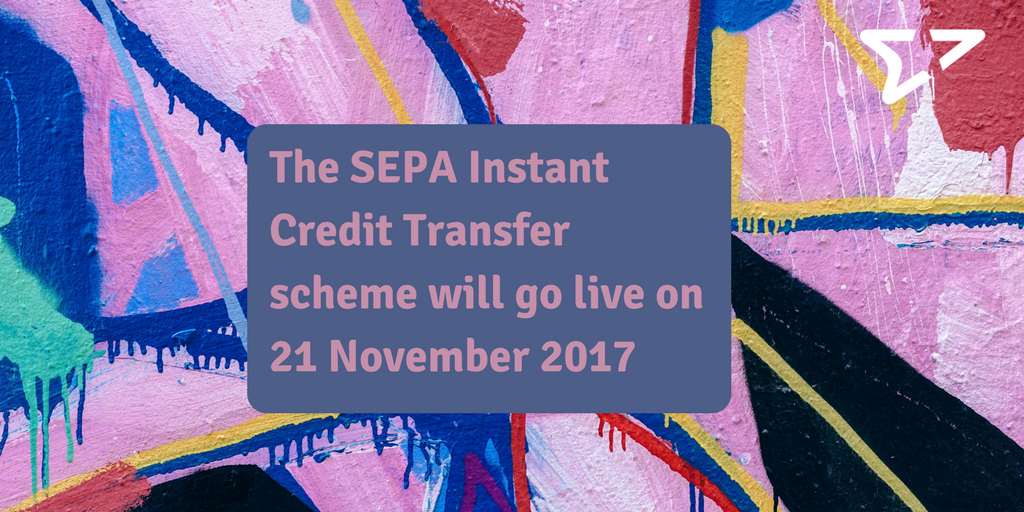 The SEPA Instant
Credit Transfer
scheme will go live on
21 November 2017